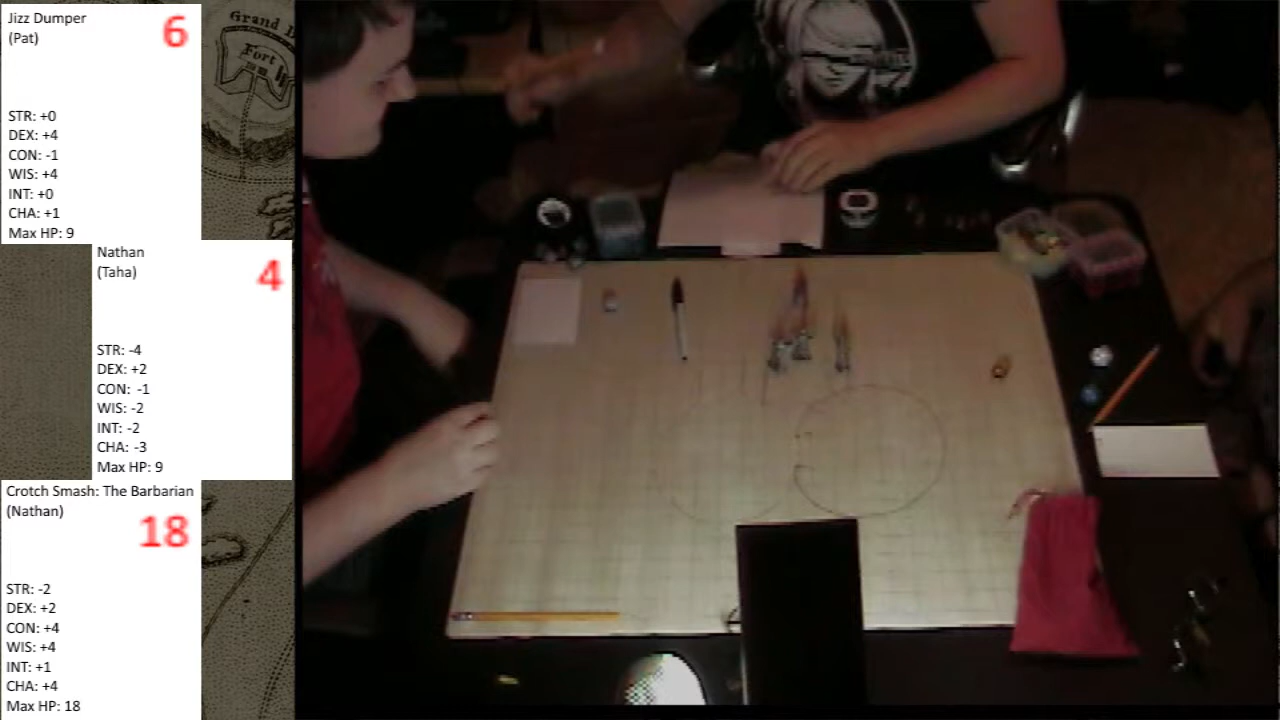 Jizz Dumper
(Pat)
6
STR: +0
DEX: +4
CON: -1
WIS: +4
INT: +0
CHA: +1
Max HP: 9
Grand
Fort
Nathan
(Taha)
4
STR: -4
DEX: +2
CON: -1
WIS: -2
INT: -2
CHA: -3
Max HP: 9
Crotch Smash: The Barbarian
(Nathan)
18
STR: -2
DEX: +2
CON: +4
WIS: +4
INT: +1
CHA: +4
Max HP: 18